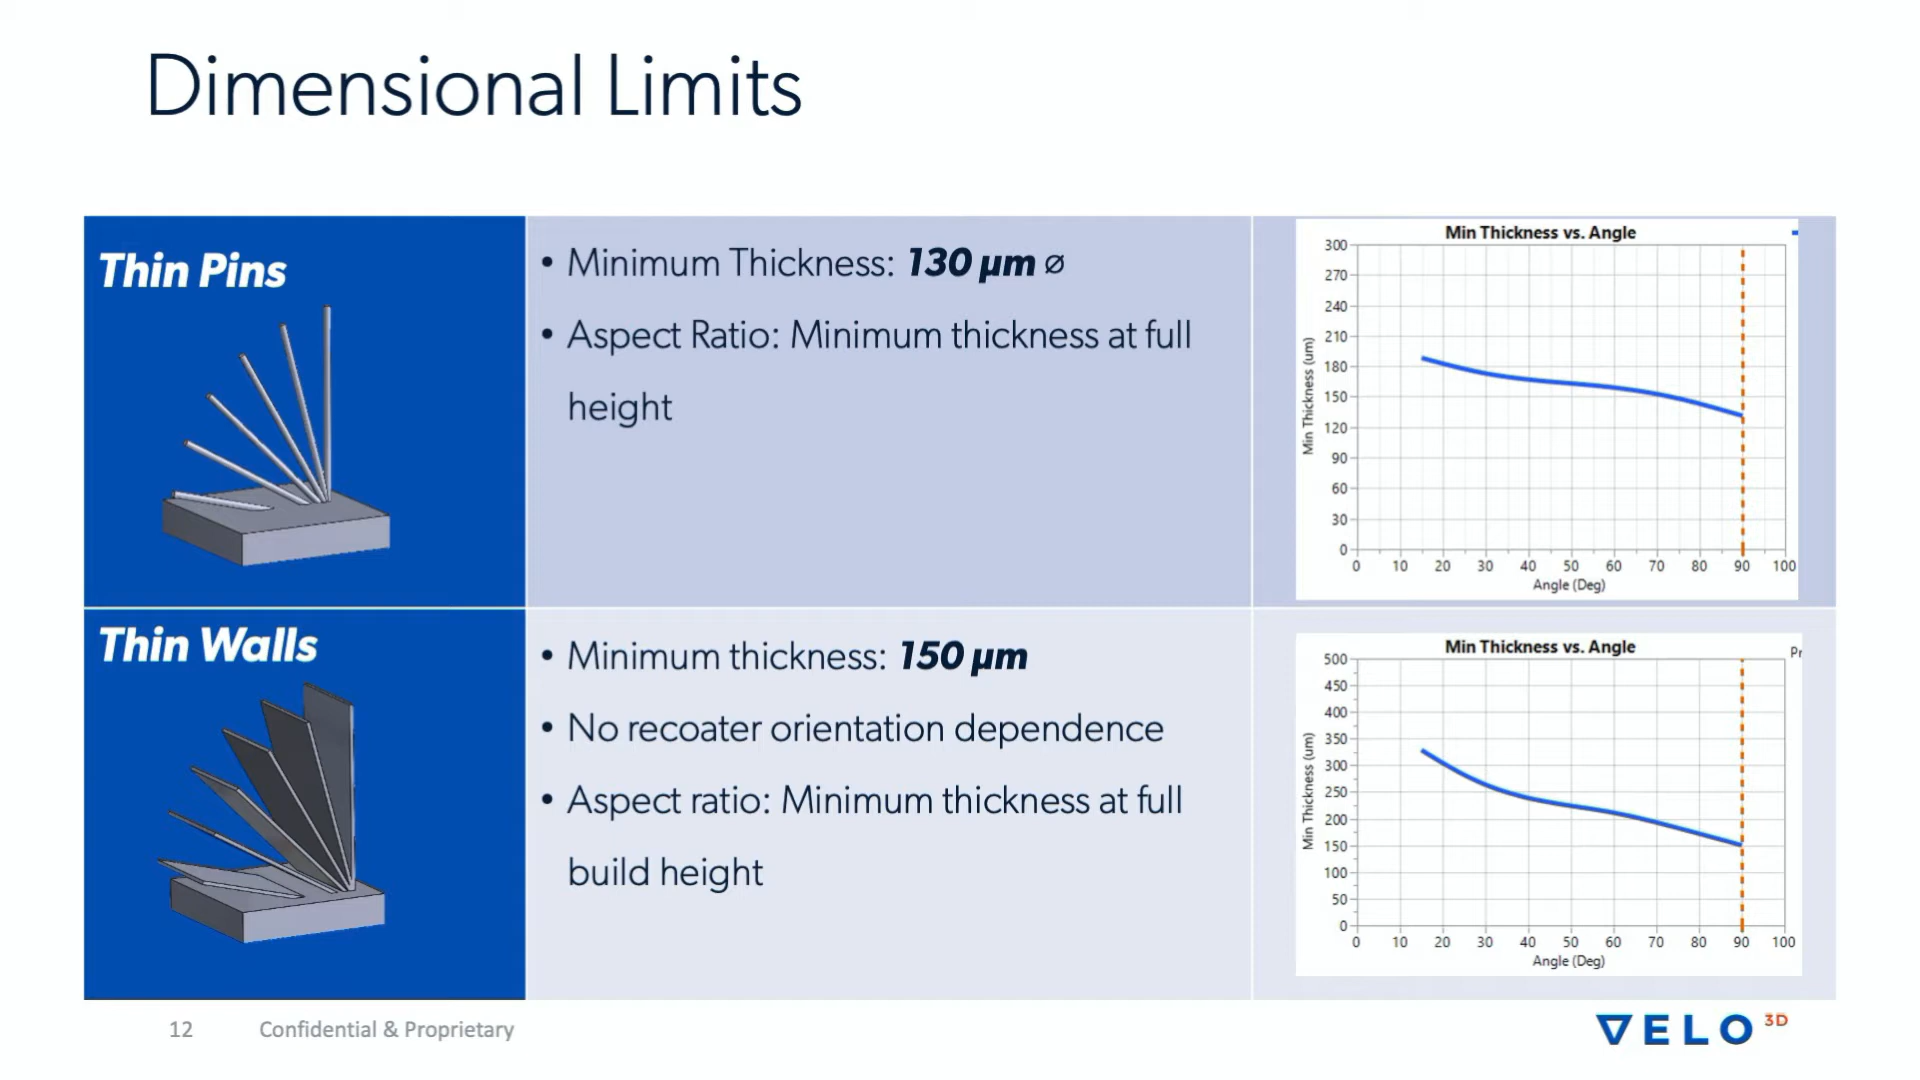 Dimensional Limits
Thin Pins
• Minimum Thickness: 130 µm ⌀
• Aspect Ratio: Minimum thickness at full
height
Min Thickness vs. Angle
Min Thickness (um)
300
270
240
210
180
150
120
90
60
30
0
0 10 20 30 40 50 60 70 80 90 100
Angle (Deg)
Thin Walls
• Minimum thickness: 150 µm
• No recoater orientation dependence
• Aspect ratio: Minimum thickness at full
build height
Min Thickness vs. Angle
Pr
Min Thickness (um)
500
450
400
350
300
250
200
150
100
50
0
0 10 20 30 40 50 60 70 80 90 100
Angle (Deg)
12 Confidential & Proprietary
VELO 3D